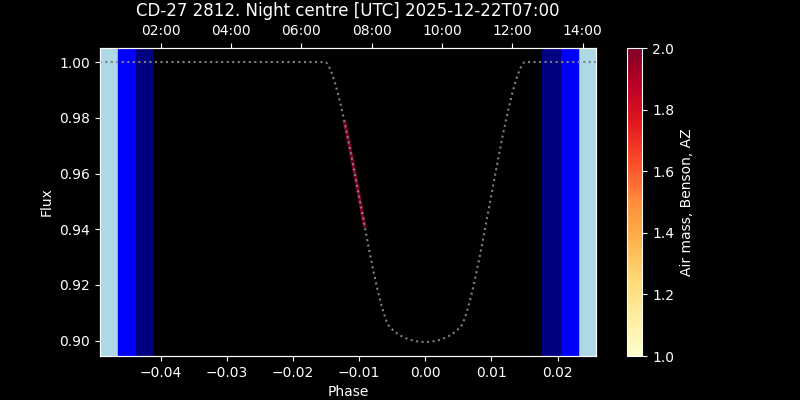 CD-27 2812. Night centre [UTC] 2025-12-22T07:00
02:00 04:00 06:00 08:00 10:00 12:00 14:00
1.00
0.98
0.96
0.94
0.92
0.90
Flux
−0.04 −0.03 −0.02 −0.01 0.00 0.01 0.02
Phase
2.0
1.8
1.6
1.4
1.2
1.0
Air mass, Benson, AZ